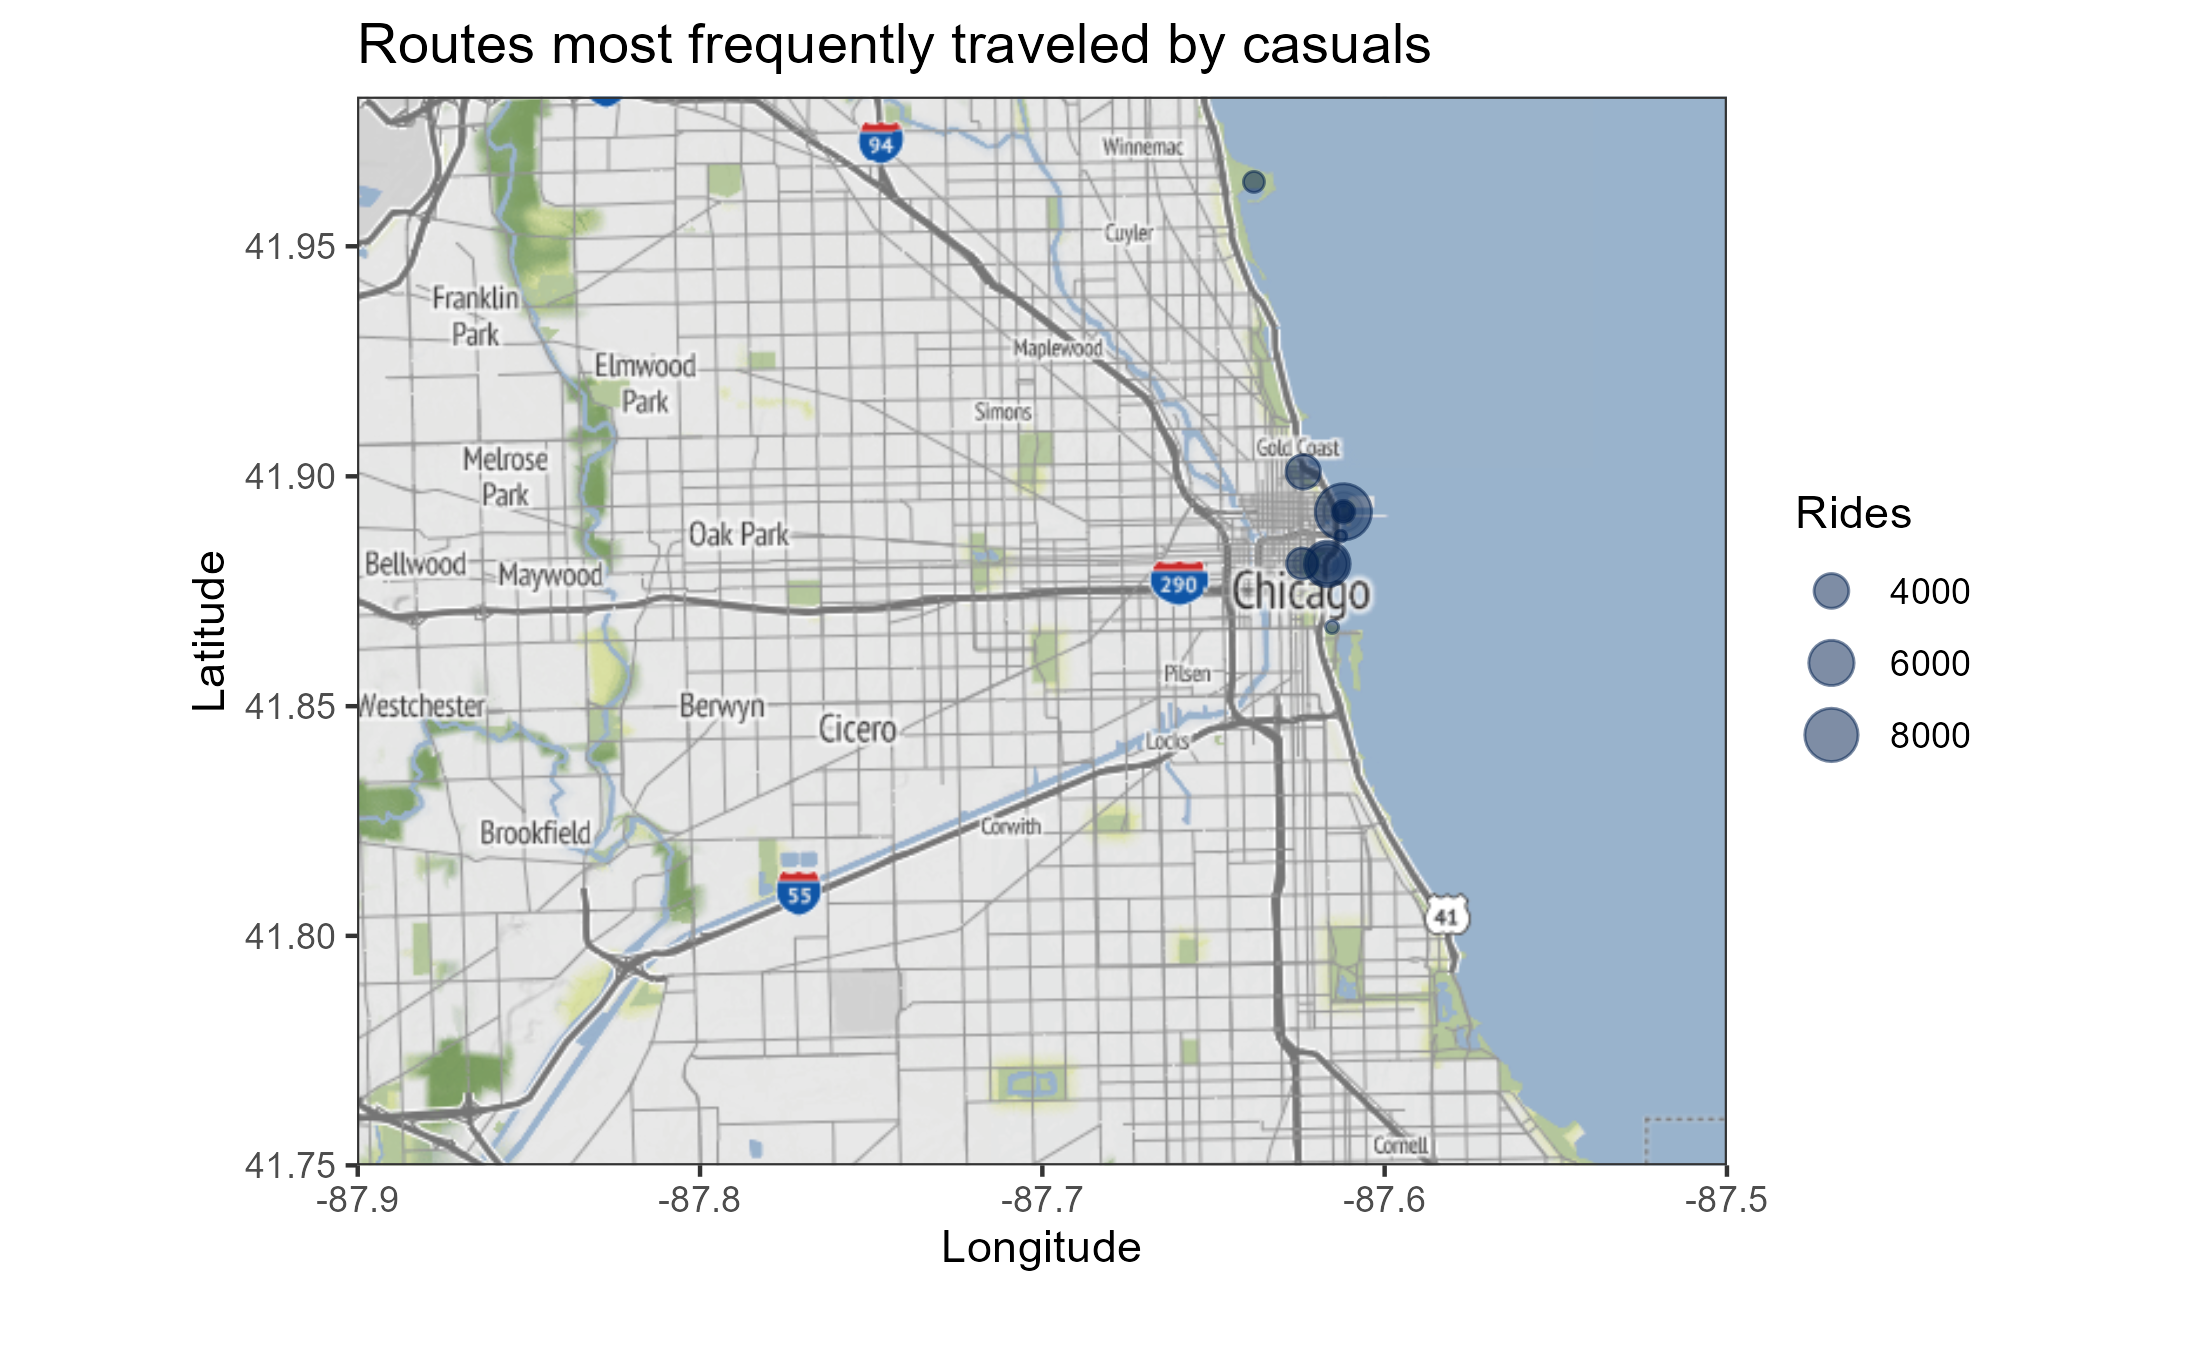 Routes most frequently traveled by casuals
94
Winnemac
Cuyler
41.95
Franklin
Park
Maplewood
Elmwood
Park
Simons
Gold Coast
Melrose
Park
41.90
Rides
Oak Park
Bellwood
Maywood
290
Chicago
4000
6000
8000
Latitude
Pilsen
41.85
Westchester
Berwyn
Cicero
Locks
Brookfield
Corwith
55
41
41.80
Cornell
41.75
-87.9
-87.8
-87.7
-87.6
-87.5
Longitude